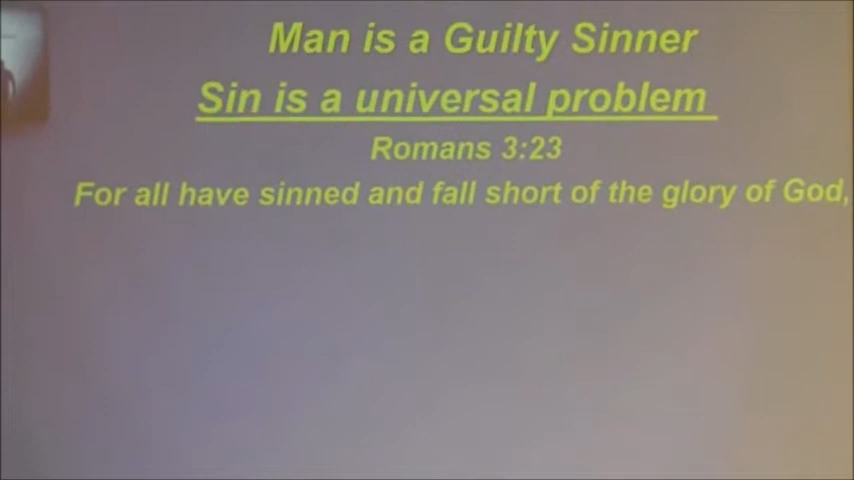 Man is a Guilty Sinner
Sin is a universal problem
Romans 3:23
For all have sinned and fall short of the glory of God,